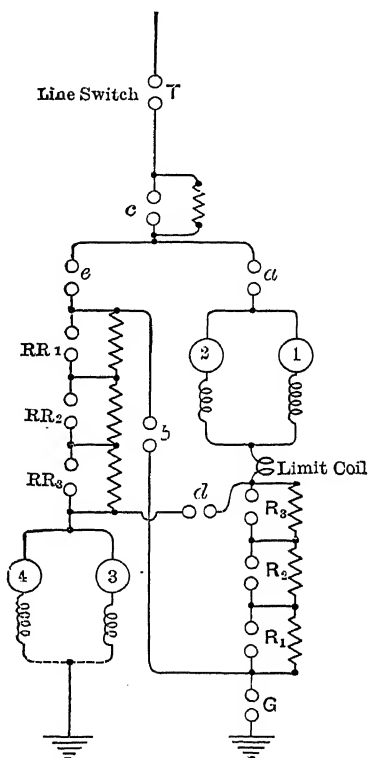 Line Switch T
c
e
a
RR1
2
1
RR2
b
Limit Coil
RR3
d
R3
4
3
R2
R1
G